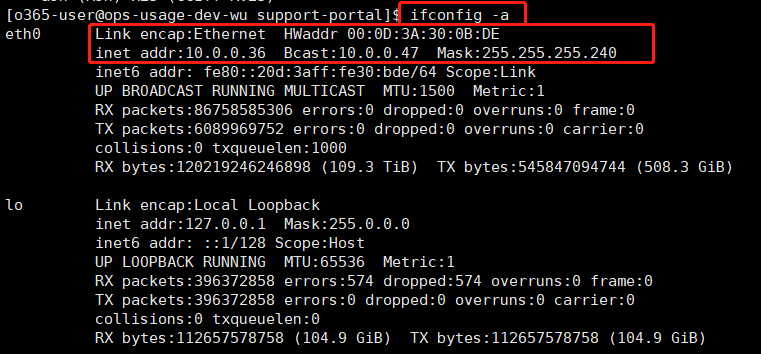 [o365-user@ops-usage-dev-wu support-portal]$ ifconfig -a
eth0 Link encap:Ethernet HWaddr 00:0D:3A:30:0B:DE
inet addr:10.0.0.36 Bcast:10.0.0.47 Mask:255.255.255.240
inet6 addr: fe80::20d:3aff:fe30:bde/64 Scope:Link
UP BROADCAST RUNNING MULTICAST MTU:1500 Metric:1
RX packets:86758585306 errors:0 dropped:0 overruns:0 frame:0
TX packets:6089969752 errors:0 dropped:0 overruns:0 carrier:0
collisions:0 txqueuelen:1000
RX bytes:120219246246898 (109.3 TiB) TX bytes:545847094744 (508.3 GiB)
lo Link encap:Local Loopback
inet addr:127.0.0.1 Mask:255.0.0.0
inet6 addr: ::1/128 Scope:Host
UP LOOPBACK RUNNING MTU:65536 Metric:1
RX packets:396372858 errors:574 dropped:574 overruns:0 frame:0
TX packets:396372858 errors:0 dropped:0 overruns:0 carrier:0
collisions:0 txqueuelen:0
RX bytes:112657578758 (104.9 GiB) TX bytes:112657578758 (104.9 GiB)